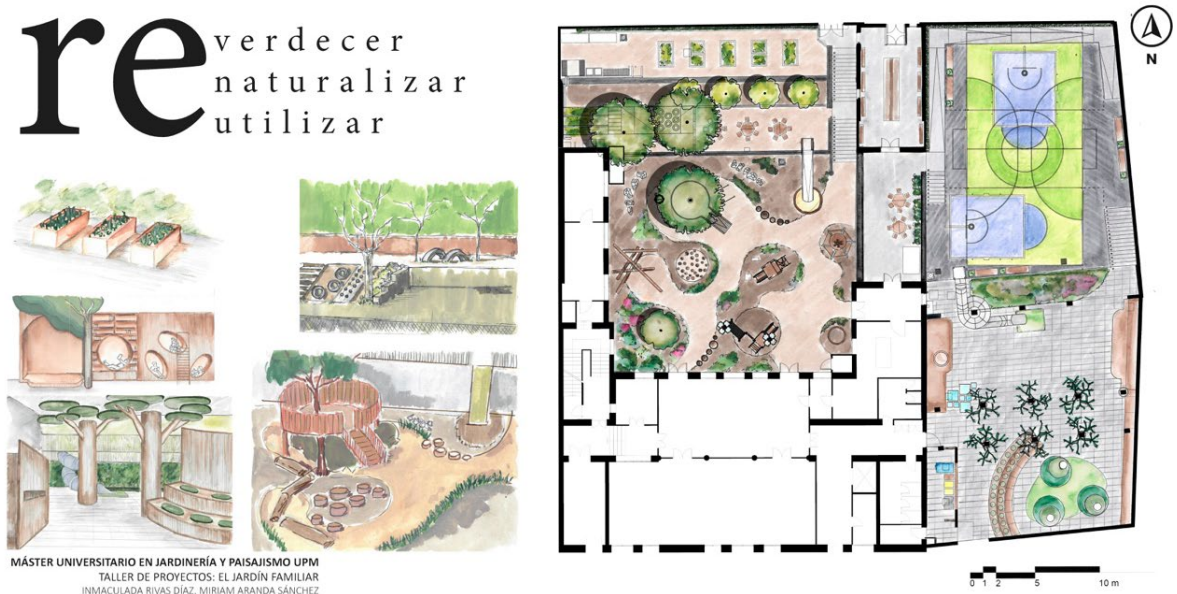 re verdecer
naturalizar
utilizar
N
MÁSTER UNIVERSITARIO EN JARDINERÍA Y PAISAJISMO UPM
TALLER DE PROYECTOS: EL JARDÍN FAMILIAR
INMACULADA RIVAS DÍAZ, MIRIAM ARANDA SÁNCHEZ
0 1 2 5 10 m